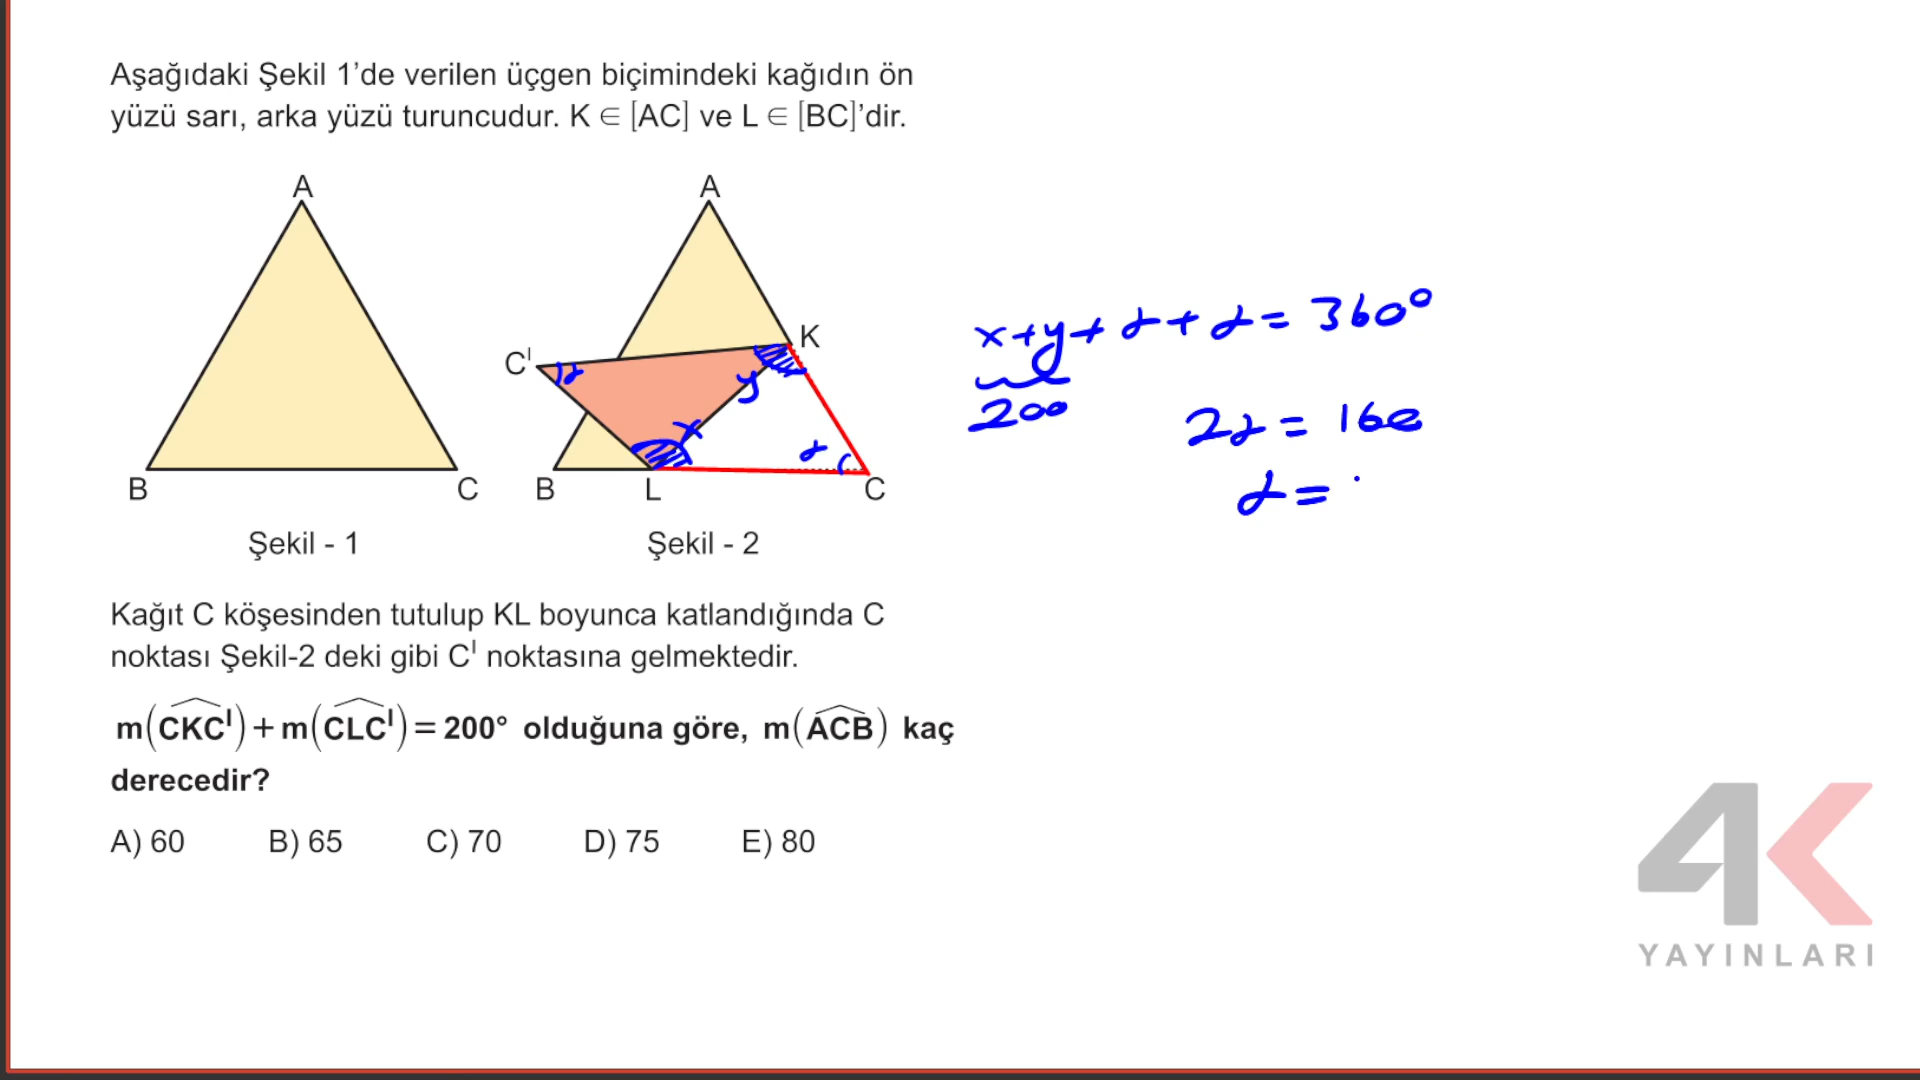 Aşağıdaki Şekil 1’de verilen üçgen biçimindeki kağıdın ön
yüzü sarı, arka yüzü turuncudur. K ∈ [AC] ve L ∈ [BC]’dir.
A
B
C
Şekil - 1
A
K
C'
y
x
α
α
B
L
C
Şekil - 2
x+y+α+α=360°
200
2α = 160
α = .
Kağıt C köşesinden tutulup KL boyunca katlandığında C
noktası Şekil-2 deki gibi C' noktasına gelmektedir.
m(CKC') + m(CLC') = 200° olduğuna göre, m(ACB) kaç
derecedir?
A) 60 B) 65 C) 70 D) 75 E) 80
4K
YAYINLARI